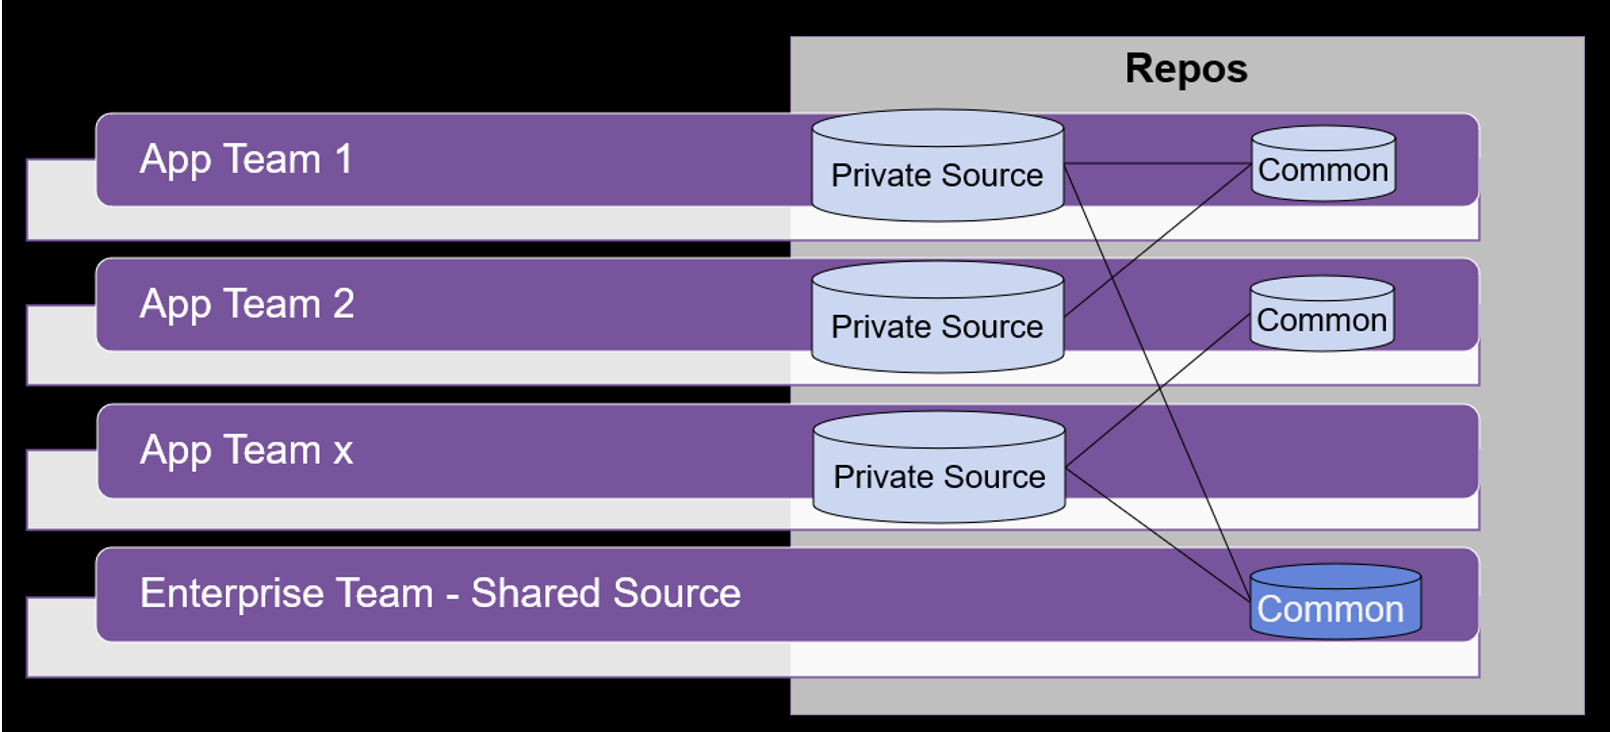 Repos
App Team 1
Private Source
Common
App Team 2
Private Source
Common
App Team x
Private Source
Enterprise Team - Shared Source
Common